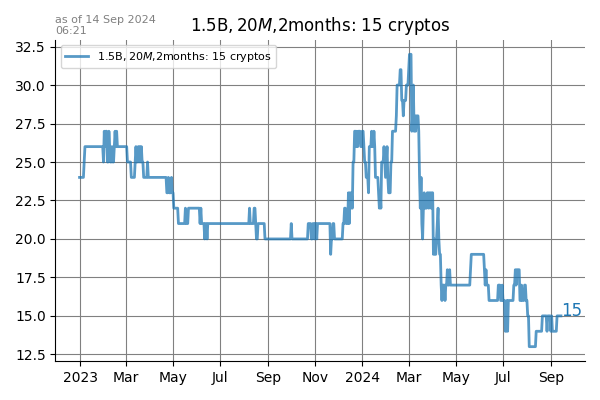 as of 14 Sep 2024
06:21
1.5B, 20M,2months: 15 cryptos
1.5B, 20M,2months: 15 cryptos
32.5
30.0
27.5
25.0
22.5
20.0
17.5
15.0
12.5
15
2023 Mar May Jul Sep Nov 2024 Mar May Jul Sep